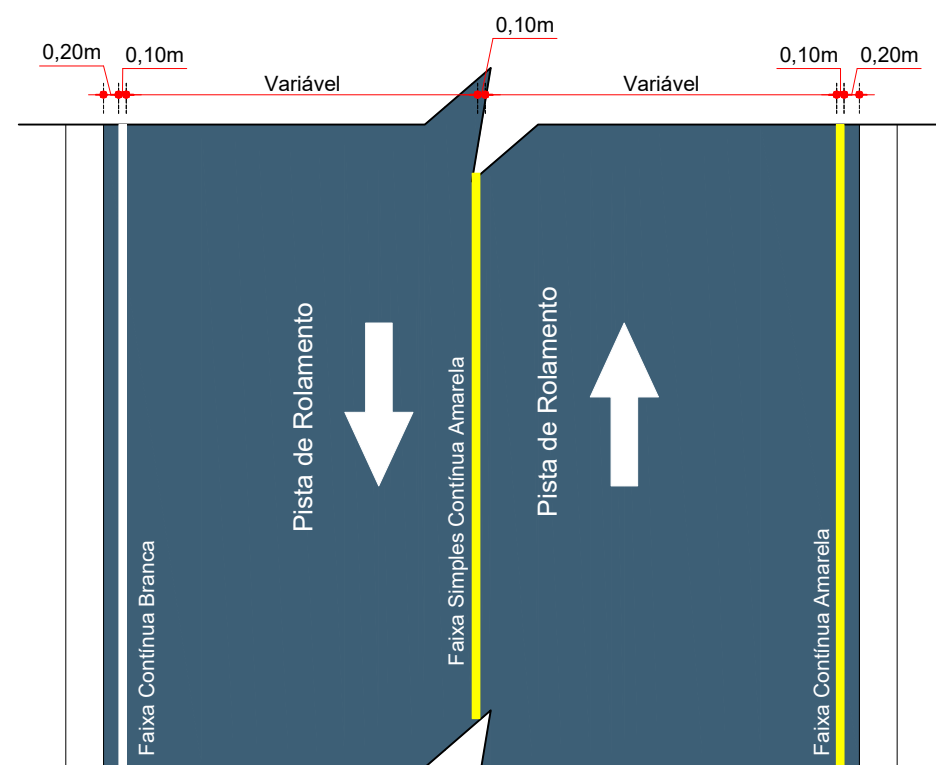 0,10m
0,20m
0,10m
0,10m
0,20m
Variável
Variável
Pista de Rolamento
Pista de Rolamento
Faixa Simples Contínua Amarela
Faixa Contínua Branca
Faixa Contínua Amarela